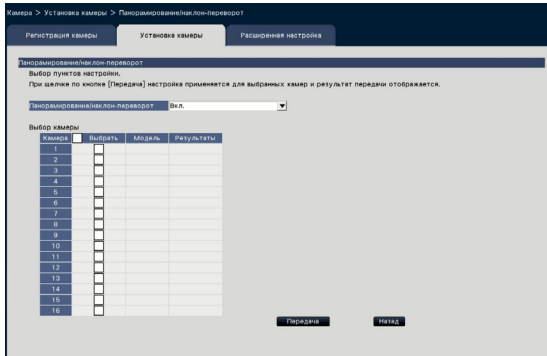 Камера > Установка камеры > Панорамирование/наклон-переворот
Регистрация камеры Установка камеры Расширенная настройка
Панорамирование/наклон-переворот
Выбор пунктов настройки.
При щелчке по кнопке [Передача] настройка применяется для выбранных камер и результат передачи отображается.
Панорамирование/наклон-переворот Вкл.
Выбор камеры
Камера Выбрать Модель Результаты
1
2
3
4
5
6
7
8
9
10
11
12
13
14
15
16
Передача Назад